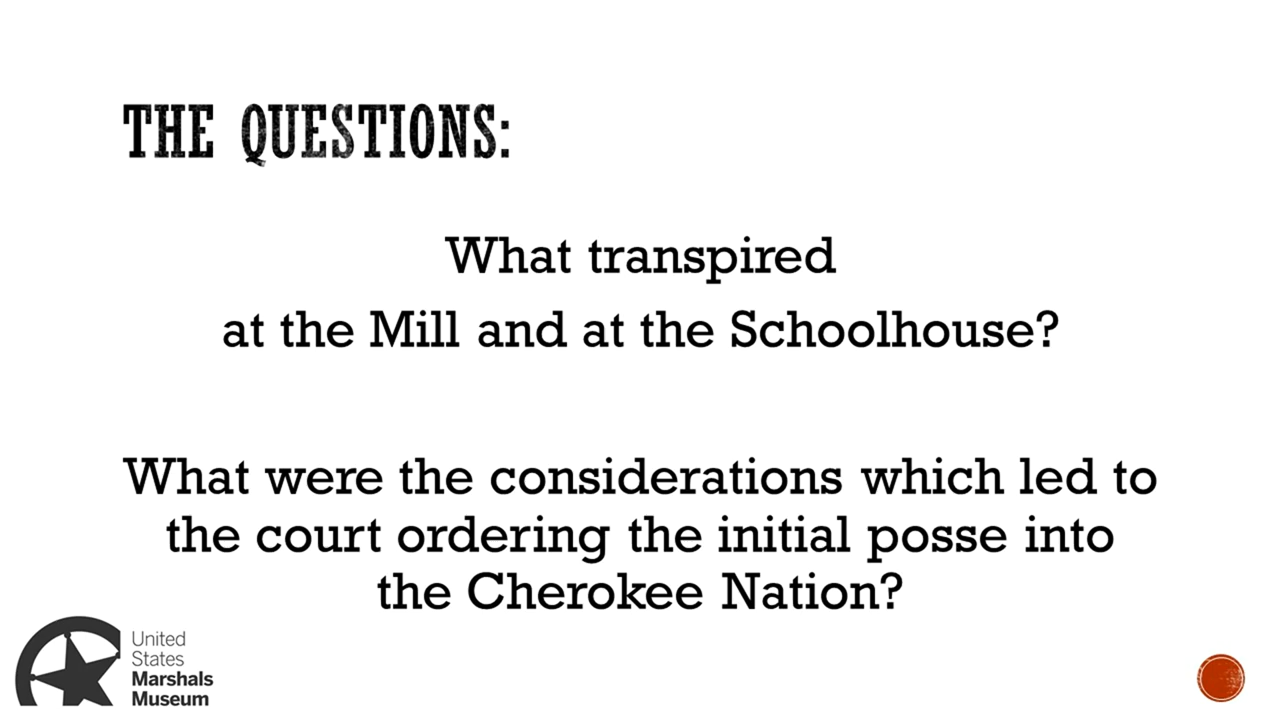 THE QUESTIONS:
What transpired
at the Mill and at the Schoolhouse?
What were the considerations which led to
the court ordering the initial posse into
the Cherokee Nation?
United
States
Marshals
Museum